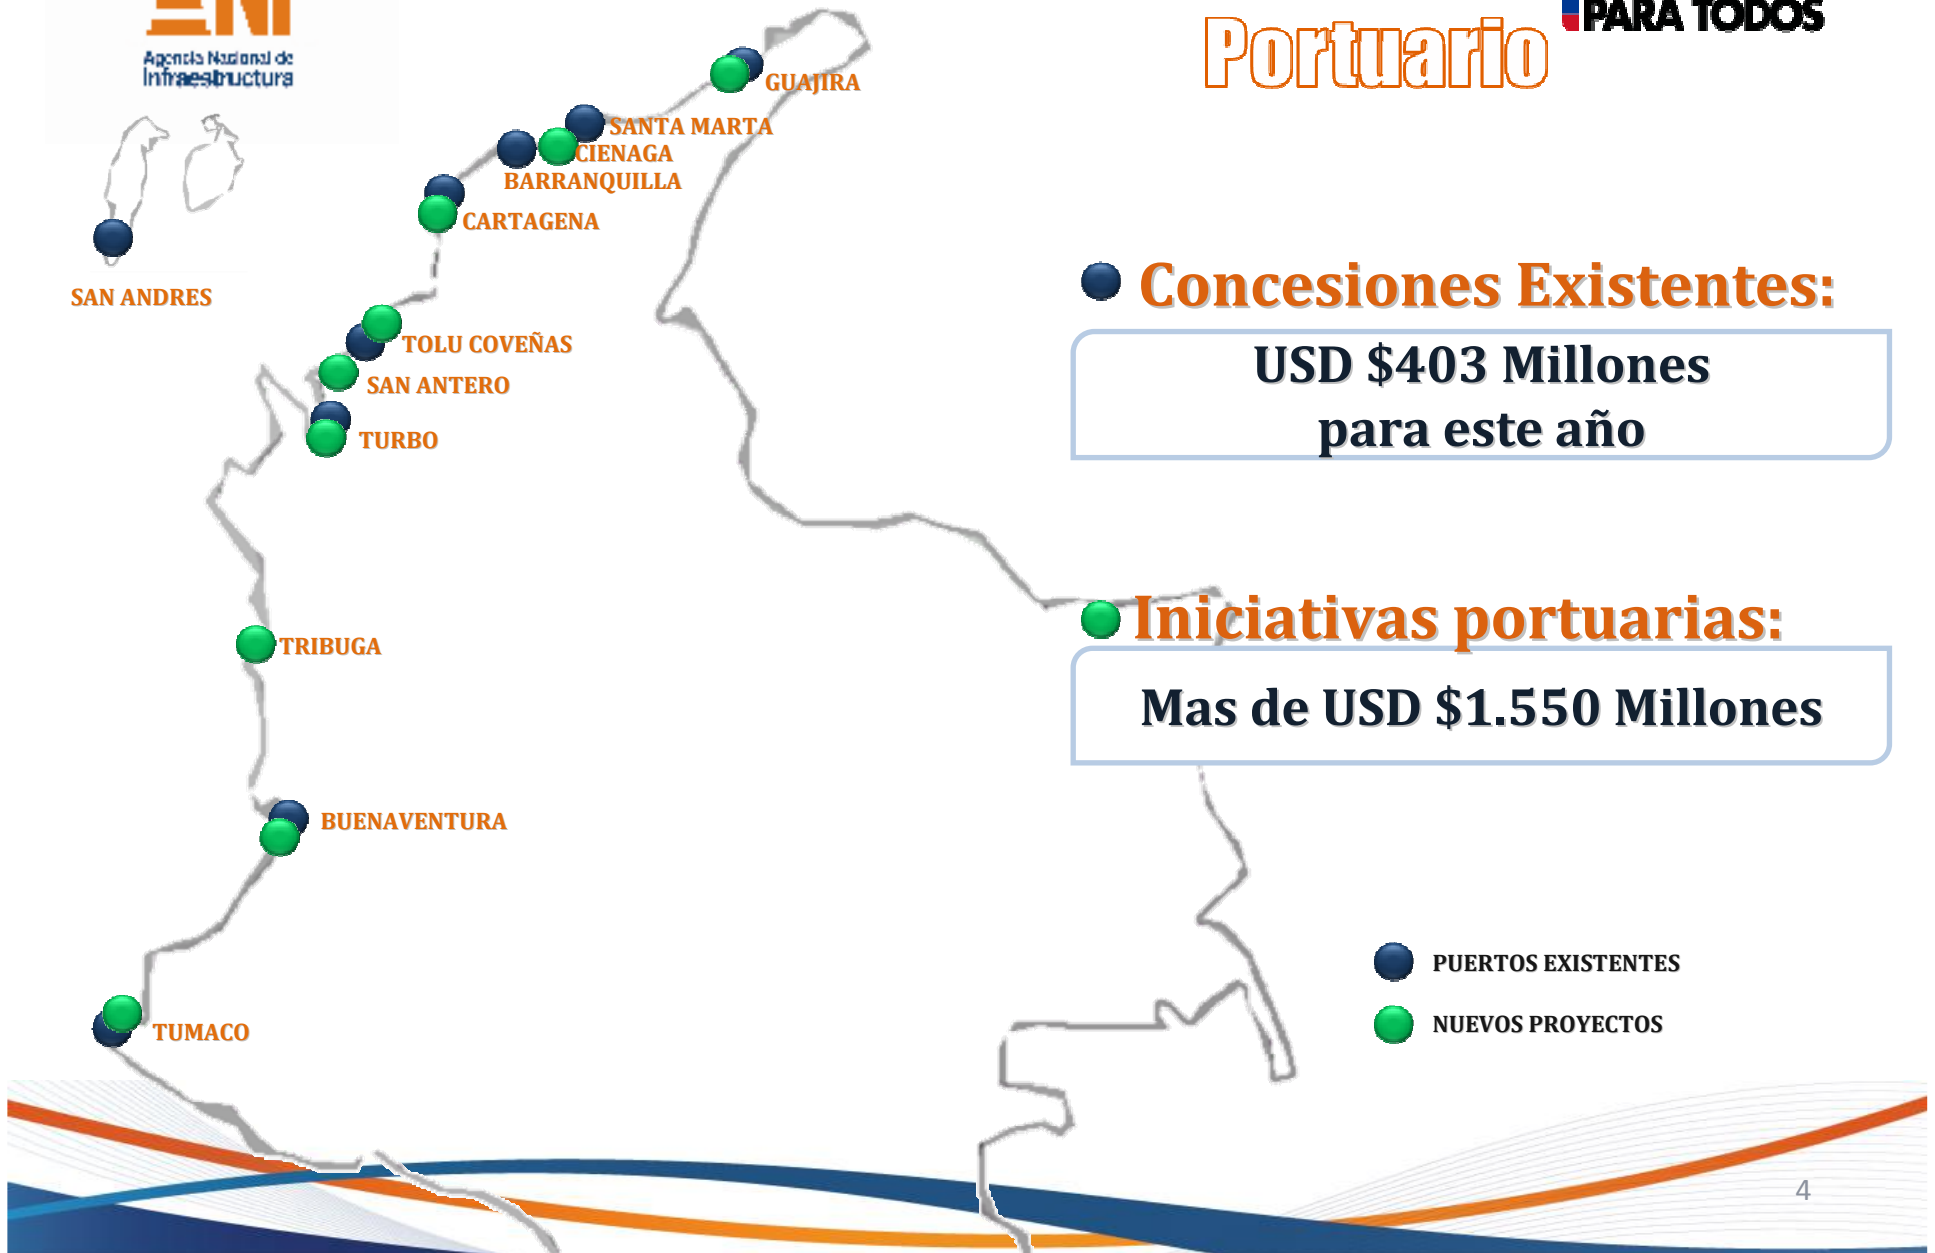 Agencia Nacional de
Infraestructura
Portuario
PARA TODOS
GUAJIRA
SANTA MARTA
CIENAGA
BARRANQUILLA
CARTAGENA
SAN ANDRES
TOLU COVEÑAS
SAN ANTERO
TURBO
TRIBUGA
BUENAVENTURA
TUMACO
Concesiones Existentes:
USD $403 Millones
para este año
Iniciativas portuarias:
Mas de USD $1.550 Millones
PUERTOS EXISTENTES
NUEVOS PROYECTOS
4